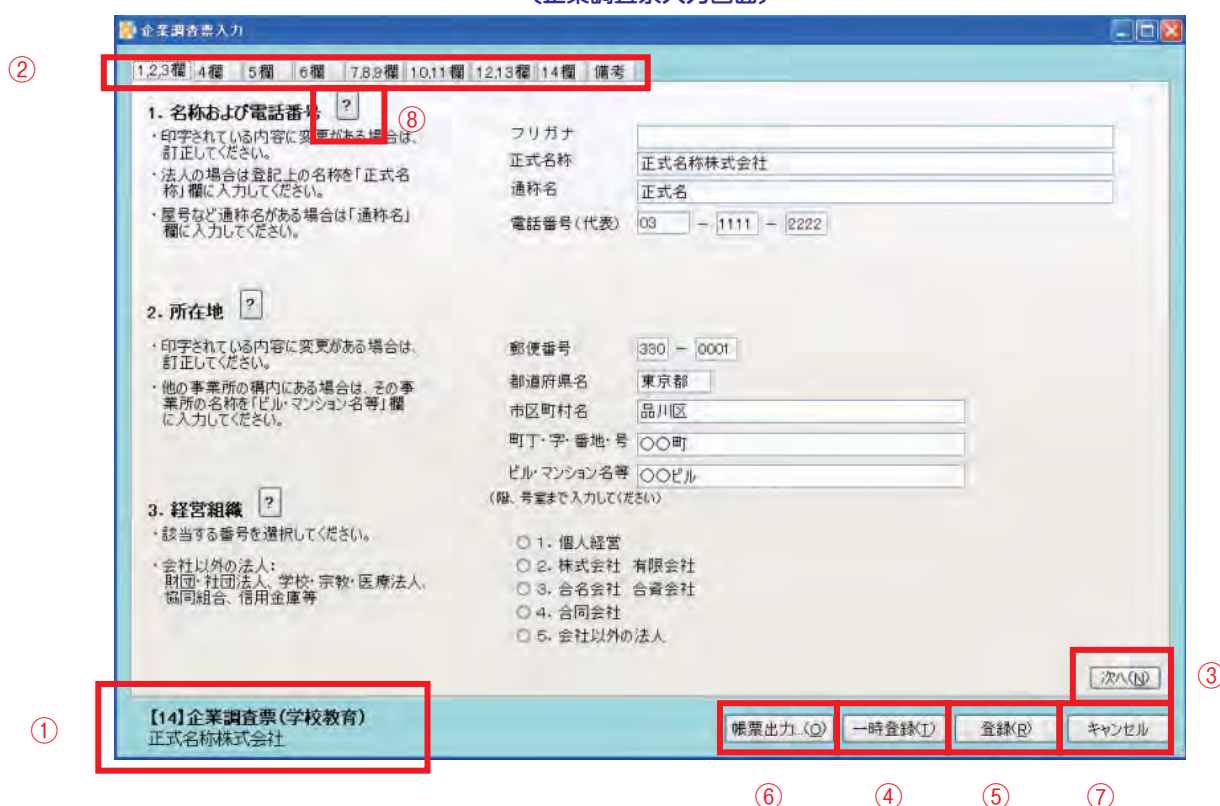 （企業調査票入力画面）
企業調査票入力
②
1,2,3欄 4欄 5欄 6欄 7,8,9欄 10,11欄 12,13欄 14欄 備考
1. 名称および電話番号 ?
⑧
・印字されている内容に変更がある場合は、
訂正してください。
・法人の場合は登記上の名称を「正式名
称」欄に入力してください。
・屋号など通称名がある場合は「通称名」
欄に入力してください。
フリガナ
正式名称 正式名称株式会社
通称名 正式名
電話番号(代表) 03 − 1111 − 2222
2. 所在地 ?
・印字されている内容に変更がある場合は、
訂正してください。
・他の事業所の構内にある場合は、その事
業所の名称を「ビル・マンション名等」欄
に入力してください。
郵便番号 330 − 0001
都道府県名 東京都
市区町村名 品川区
町丁・字・番地・号 〇〇町
ビル・マンション名等 〇〇ビル
(階、号室まで入力してください)
3. 経営組織 ?
・該当する番号を選択してください。
・会社以外の法人：
財団・社団法人、学校・宗教・医療法人、
協同組合、信用金庫等
1. 個人経営
2. 株式会社 有限会社
3. 合名会社 合資会社
4. 合同会社
5. 会社以外の法人
次へ(N)
③
①
【14】企業調査票(学校教育)
正式名称株式会社
帳票出力...(O) 一時登録(T) 登録(R) キャンセル
⑥ ④ ⑤ ⑦